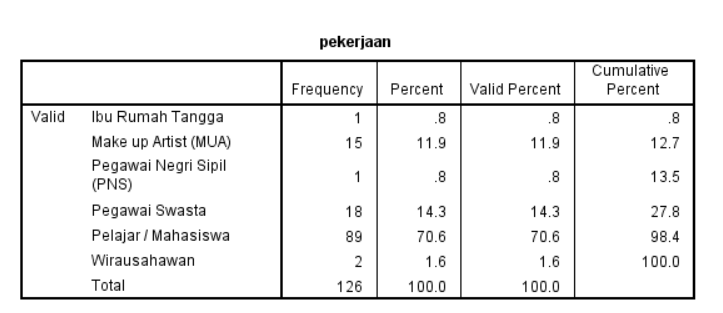 pekerjaan
Frequency Percent Valid Percent Cumulative Percent
Valid Ibu Rumah Tangga 1 .8 .8 .8
Make up Artist (MUA) 15 11.9 11.9 12.7
Pegawai Negri Sipil (PNS) 1 .8 .8 13.5
Pegawai Swasta 18 14.3 14.3 27.8
Pelajar / Mahasiswa 89 70.6 70.6 98.4
Wirausahawan 2 1.6 1.6 100.0
Total 126 100.0 100.0